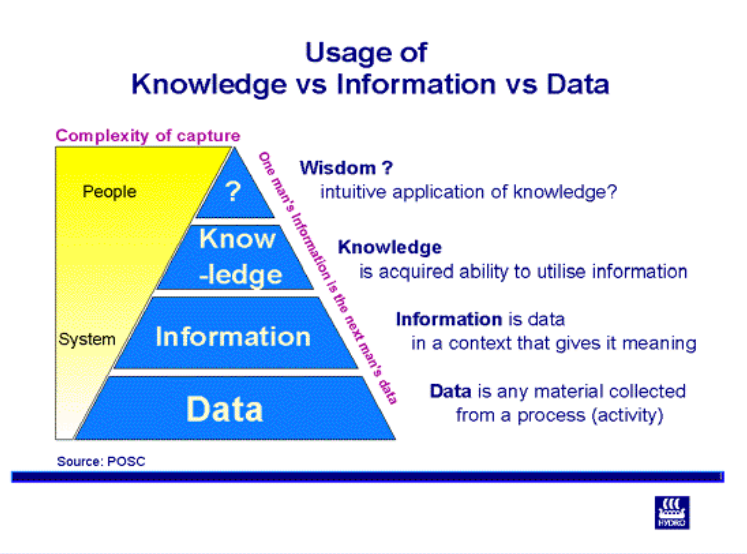 Usage of
Knowledge vs Information vs Data
Complexity of capture
People
System
?
Know
-ledge
Information
Data
One man's Information is the next man's data
Wisdom ?
intuitive application of knowledge?
Knowledge
is acquired ability to utilise information
Information is data
in a context that gives it meaning
Data is any material collected
from a process (activity)
Source: POSC
HYDRO